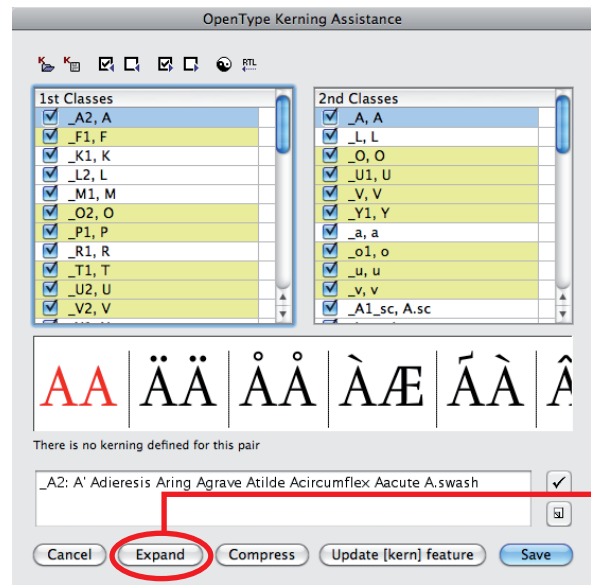 OpenType Kerning Assistance
RTL
1st Classes
_A2, A
_F1, F
_K1, K
_L2, L
_M1, M
_O2, O
_P1, P
_R1, R
_T1, T
_U2, U
_V2, V
2nd Classes
_A, A
_L, L
_O, O
_U1, U
_V, V
_Y1, Y
_a, a
_o1, o
_u, u
_v, v
_A1_sc, A.sc
AA ÄÄ ÅÅ ÀÆ ÃÀ Â
There is no kerning defined for this pair
_A2: A' Adieresis Aring Agrave Atilde Acircumflex Aacute A.swash
Cancel Expand Compress Update [kern] feature Save